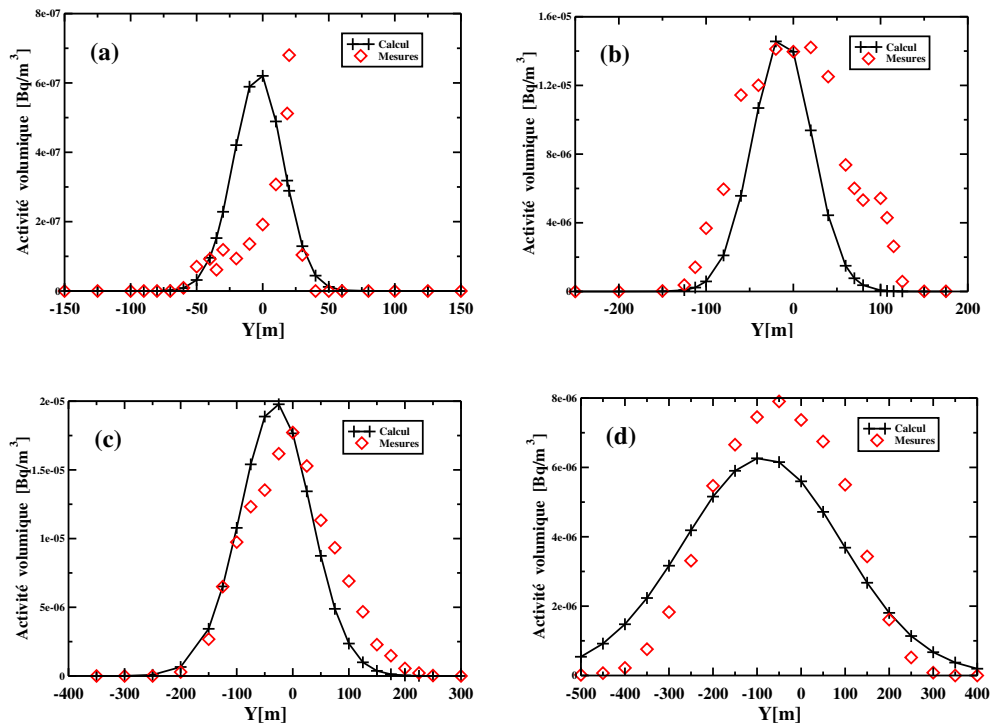 (a)
Calcul
Mesures
Activité volumique [Bq/m³]
8e-07
6e-07
4e-07
2e-07
0
-150 -100 -50 0 50 100 150
Y[m]
(b)
Calcul
Mesures
Activité volumique [Bq/m³]
1.6e-05
1.2e-05
8e-06
4e-06
0
-200 -100 0 100 200
Y[m]
(c)
Calcul
Mesures
Activité volumique [Bq/m³]
2e-05
1.5e-05
1e-05
5e-06
0
-400 -300 -200 -100 0 100 200 300
Y[m]
(d)
Calcul
Mesures
Activité volumique [Bq/m³]
8e-06
6e-06
4e-06
2e-06
0
-500 -400 -300 -200 -100 0 100 200 300 400
Y[m]